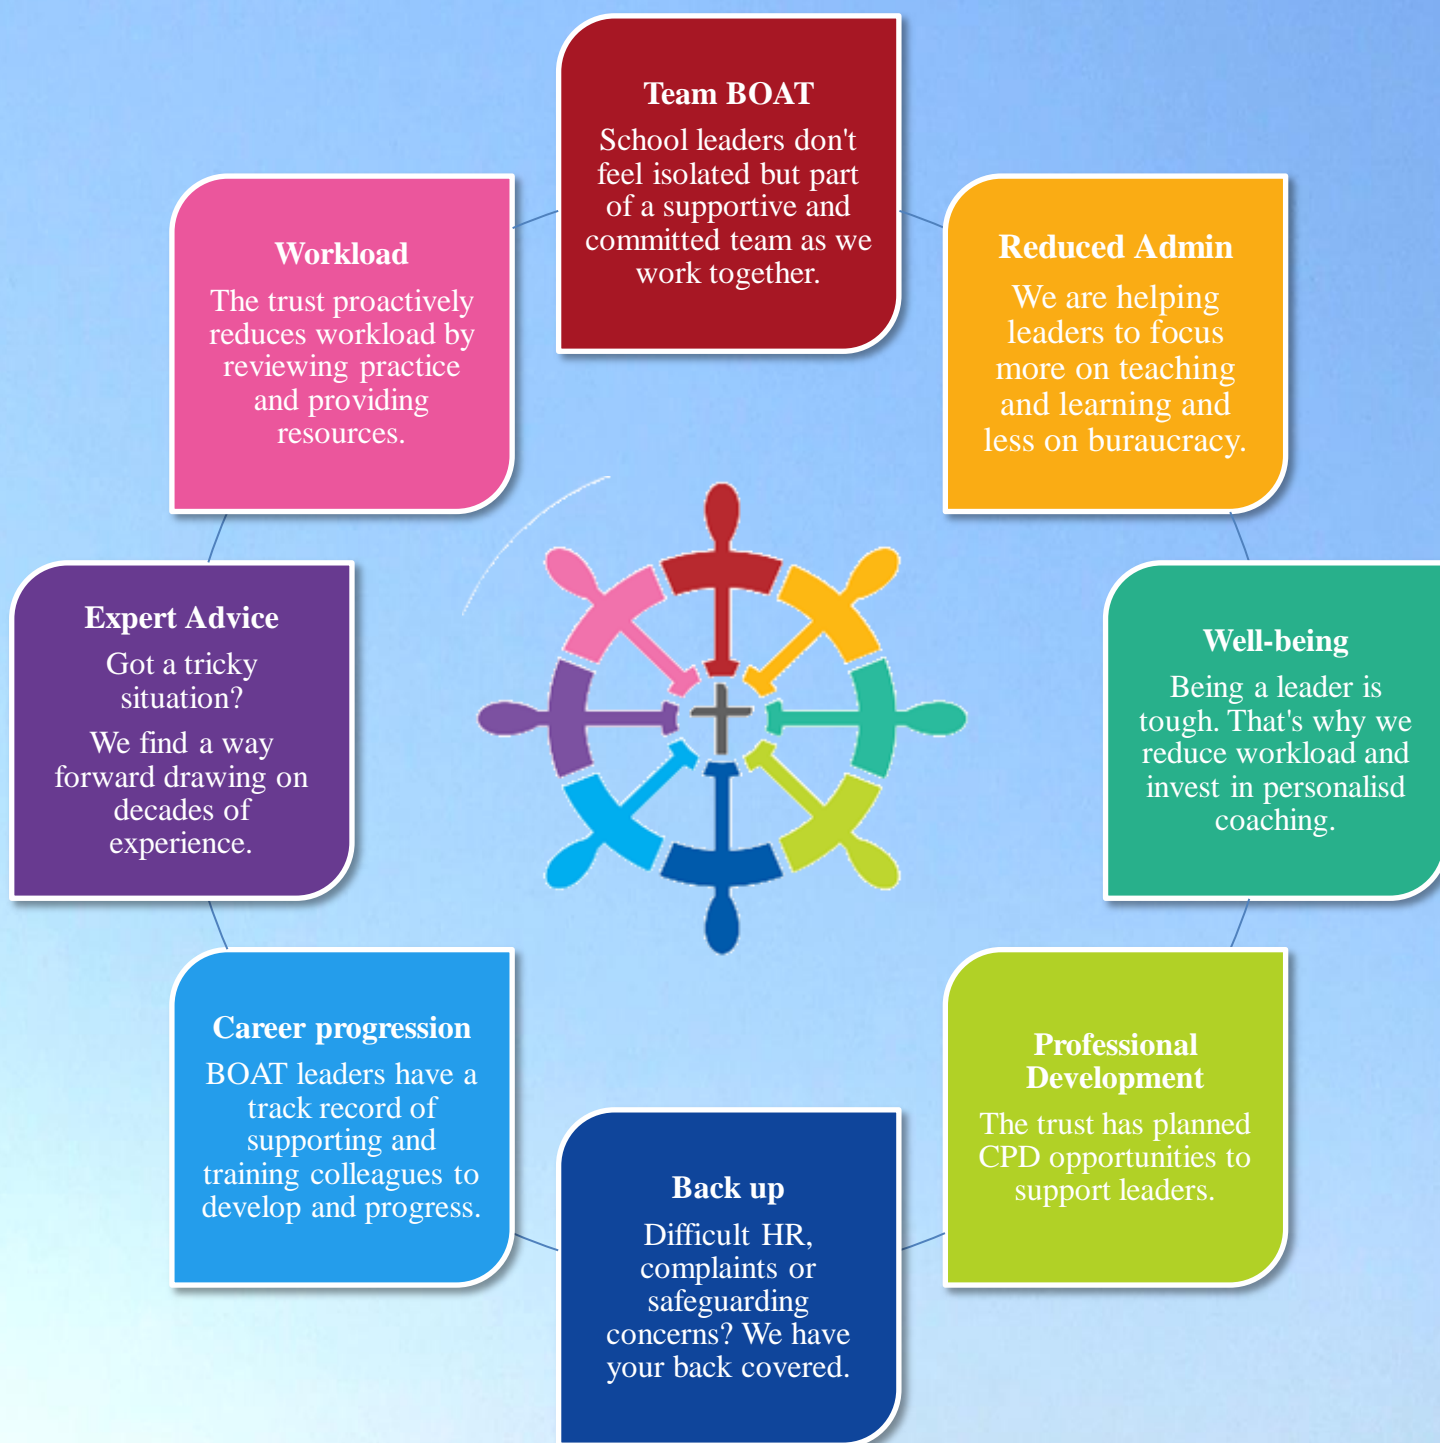 Team BOAT
School leaders don't
feel isolated but part
of a supportive and
committed team as we
work together.
Reduced Admin
We are helping
leaders to focus
more on teaching
and learning and
less on buraucracy.
Well-being
Being a leader is
tough. That's why we
reduce workload and
invest in personalisd
coaching.
Professional
Development
The trust has planned
CPD opportunities to
support leaders.
Back up
Difficult HR,
complaints or
safeguarding
concerns? We have
your back covered.
Career progression
BOAT leaders have a
track record of
supporting and
training colleagues to
develop and progress.
Expert Advice
Got a tricky
situation?
We find a way
forward drawing on
decades of
experience.
Workload
The trust proactively
reduces workload by
reviewing practice
and providing
resources.